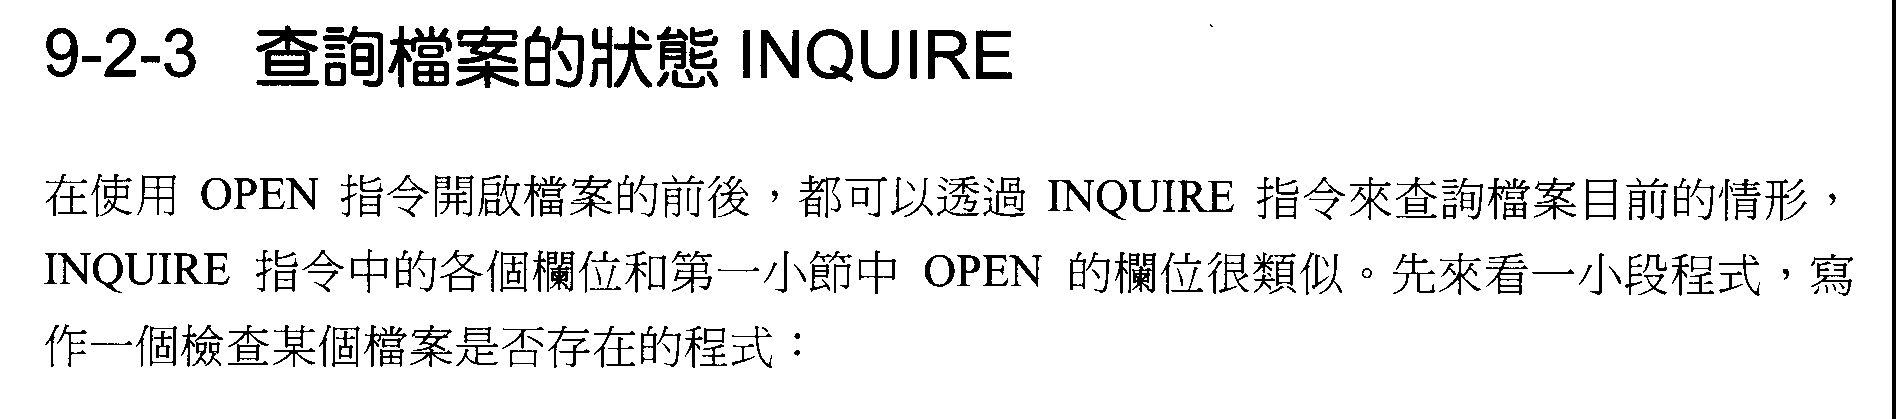 9-2-3 查詢檔案的狀態 INQUIRE
在使用 OPEN 指令開啟檔案的前後，都可以透過 INQUIRE 指令來查詢檔案目前的情形，
INQUIRE 指令中的各個欄位和第一小節中 OPEN 的欄位很類似。先來看一小段程式，寫
作一個檢查某個檔案是否存在的程式：